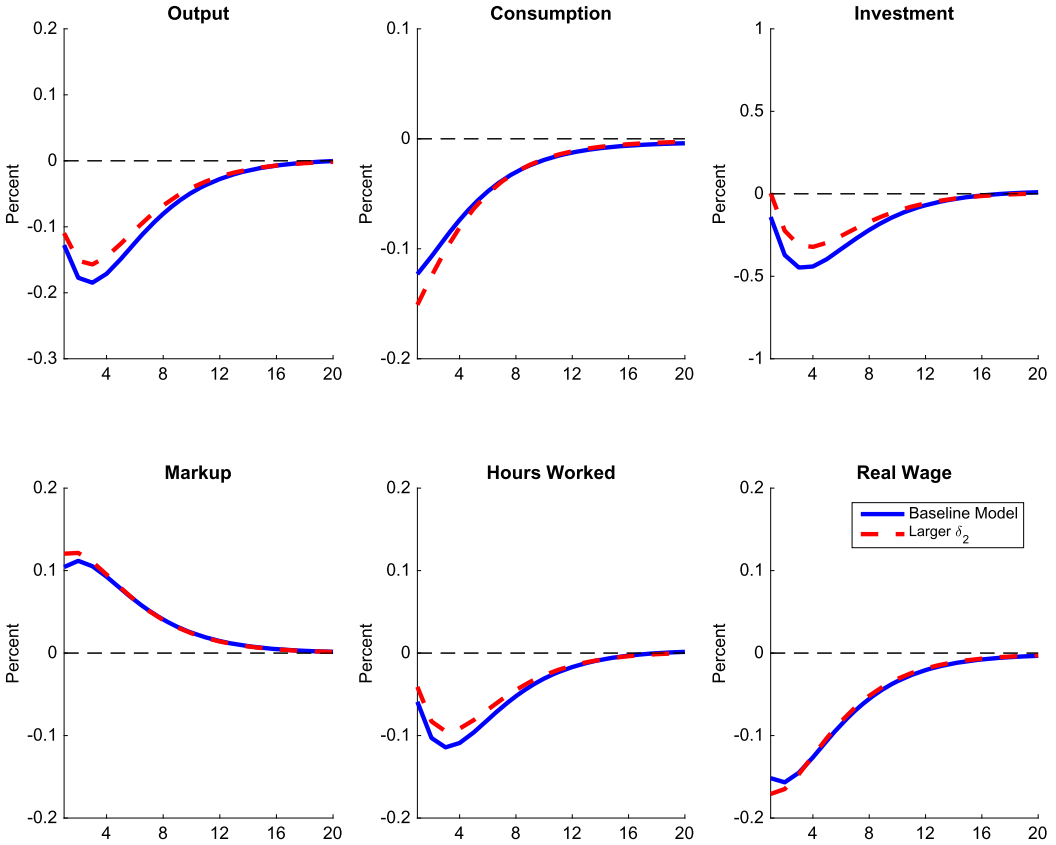 Output
Percent
0.2
0.1
0
-0.1
-0.2
-0.3
4 8 12 16 20
Consumption
Percent
0.1
0
-0.1
-0.2
4 8 12 16 20
Investment
Percent
1
0.5
0
-0.5
-1
4 8 12 16 20
Markup
Percent
0.2
0.1
0
-0.1
-0.2
4 8 12 16 20
Hours Worked
Percent
0.2
0.1
0
-0.1
-0.2
4 8 12 16 20
Real Wage
Percent
0.2
0.1
0
-0.1
-0.2
4 8 12 16 20
Baseline Model
Larger δ₂